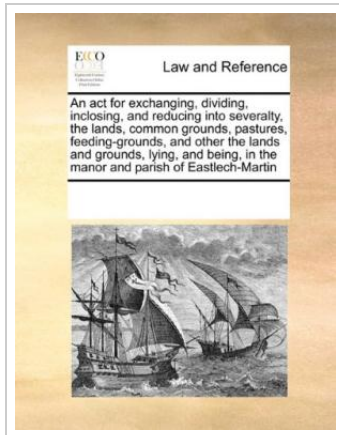 ECCO
Law and Reference
An act for exchanging, dividing,
inclosing, and reducing into severalty,
the lands, common grounds, pastures,
feeding-grounds, and other the lands
and grounds, lying, and being, in the
manor and parish of Eastlech-Martin